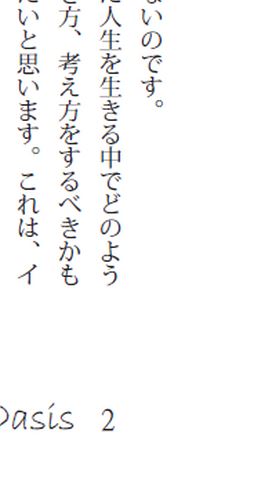 ないのです。
た人生を生きる中でどのよう
き方、考え方をするべきかも
たいと思います。これは、イ
Oasis 2